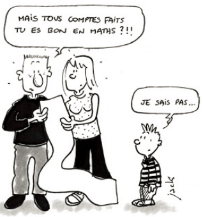 MAIS TOUS COMPTES FAITS
TU ES BON EN MATHS ?!!
JE SAIS PAS...
jack